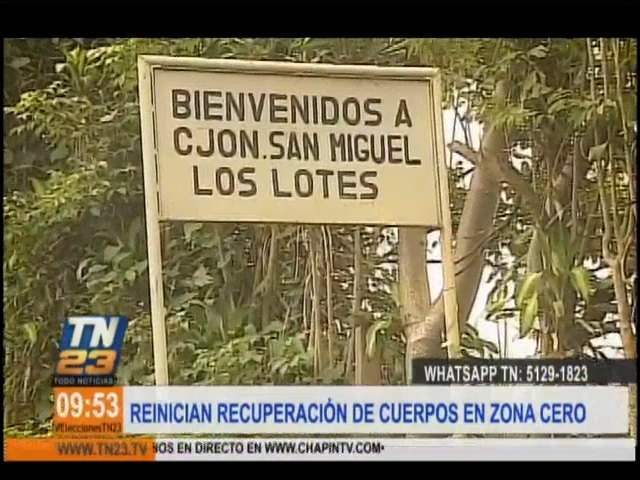 BIENVENIDOS A
CJON. SAN MIGUEL
LOS LOTES
TN
23
TODO NOTICIAS
WHATSAPP TN: 5129-1823
09:53
REINICIAN RECUPERACIÓN DE CUERPOS EN ZONA CERO
#EleccionesTN23
WWW.TN23.TV
NOS EN DIRECTO EN WWW.CHAPINTV.COM